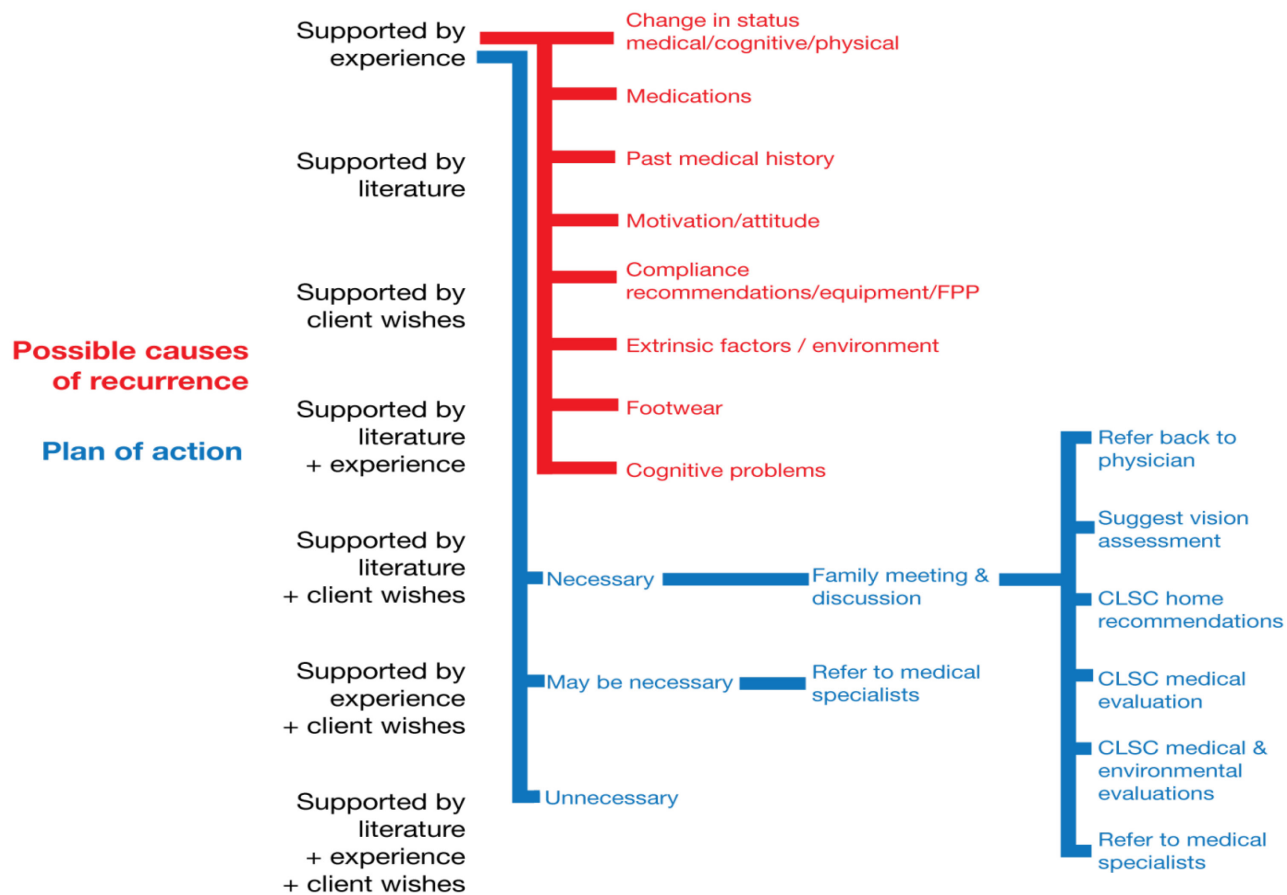 Possible causes
of recurrence
Plan of action
Supported by
experience
Supported by
literature
Supported by
client wishes
Supported by
literature
+ experience
Supported by
literature
+ client wishes
Supported by
experience
+ client wishes
Supported by
literature
+ experience
+ client wishes
Change in status
medical/cognitive/physical
Medications
Past medical history
Motivation/attitude
Compliance
recommendations/equipment/FPP
Extrinsic factors / environment
Footwear
Cognitive problems
Necessary
May be necessary
Unnecessary
Family meeting &
discussion
Refer to medical
specialists
Refer back to
physician
Suggest vision
assessment
CLSC home
recommendations
CLSC medical
evaluation
CLSC medical &
environmental
evaluations
Refer to medical
specialists